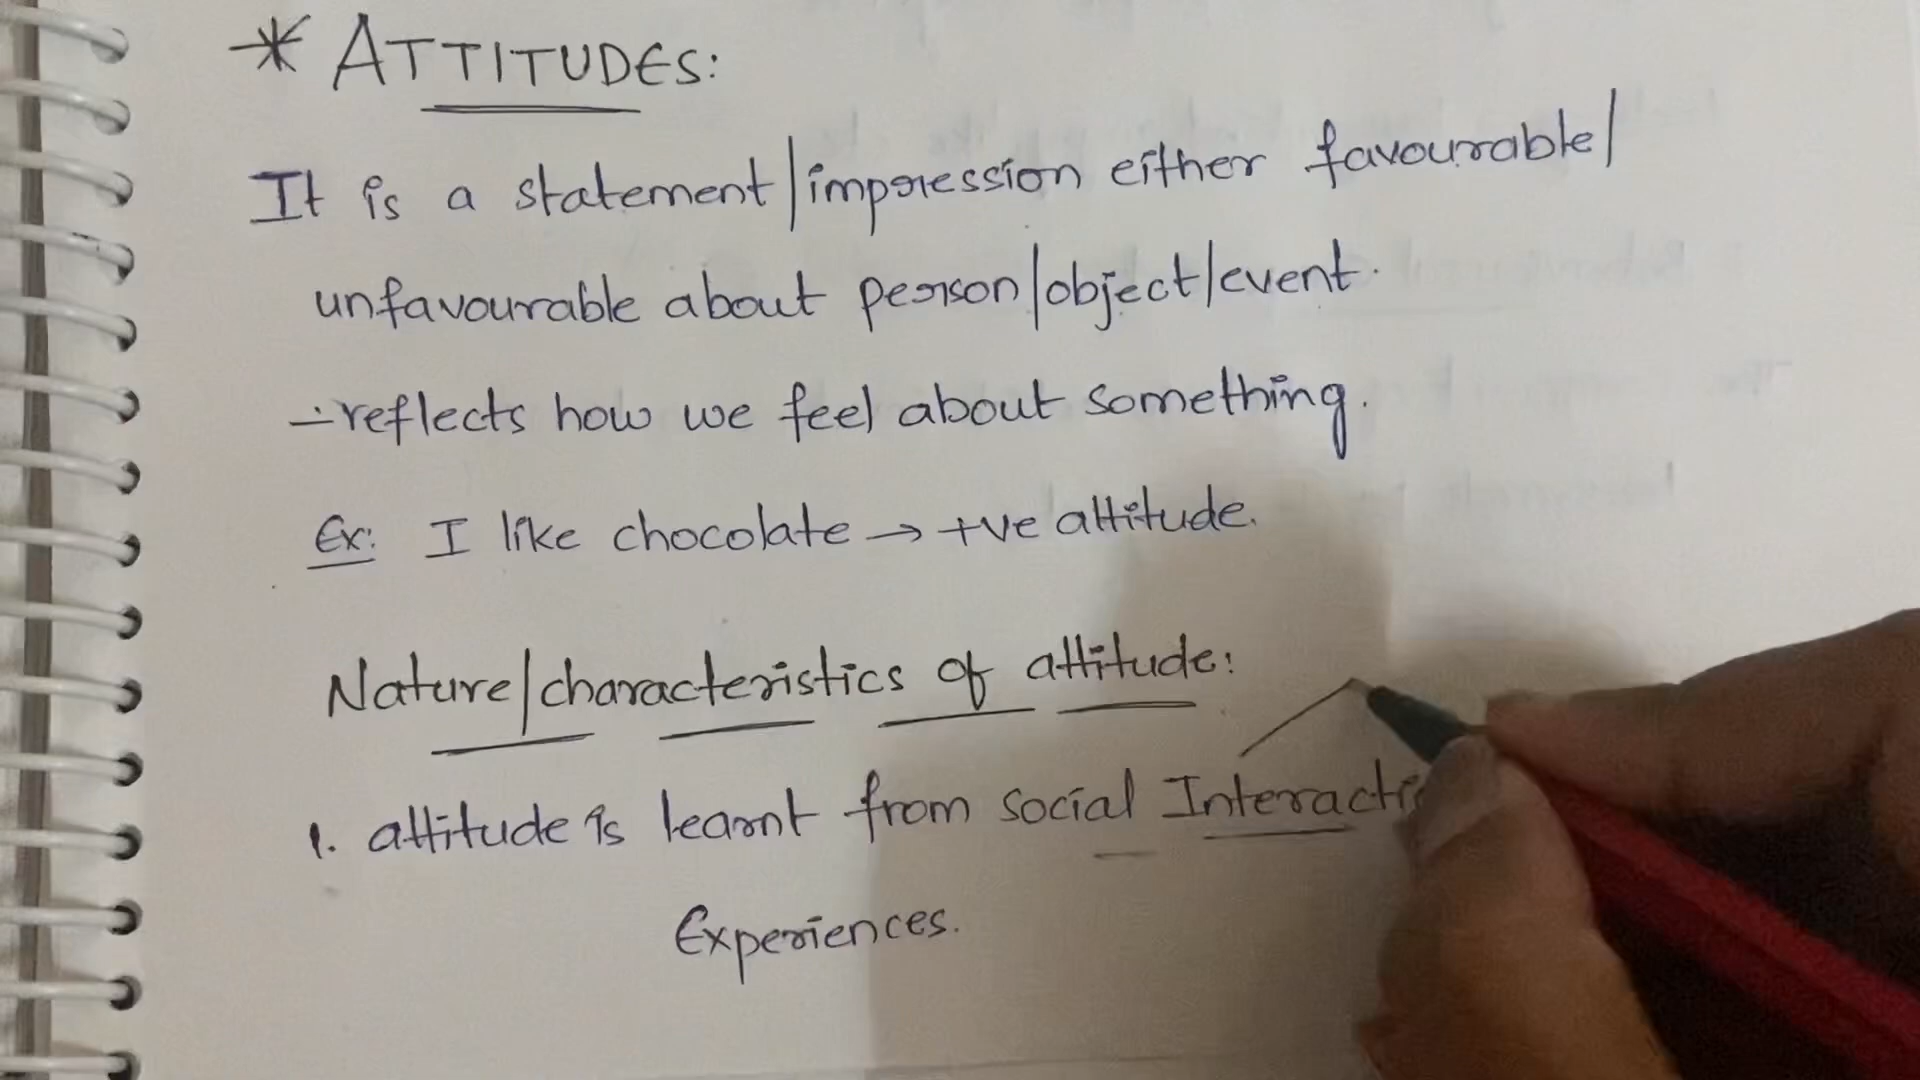 * ATTITUDES:
It is a statement/impression either favourable/
unfavourable about person/object/event.
- reflects how we feel about something.
Ex: I like chocolate → +ve attitude.
Nature/characteristics of attitude:
1. attitude is learnt from social
Experiences.